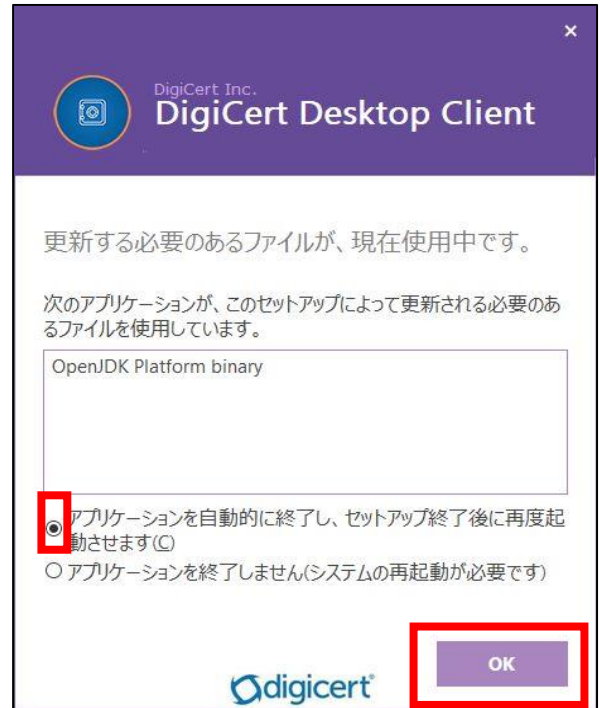 ×
DigiCert Inc.
DigiCert Desktop Client
更新する必要のあるファイルが、現在使用中です。
次のアプリケーションが、このセットアップによって更新される必要のあ
るファイルを使用しています。
OpenJDK Platform binary
アプリケーションを自動的に終了し、セットアップ終了後に再度起
動させます(C)
アプリケーションを終了しません(システムの再起動が必要です)
OK
digicert®